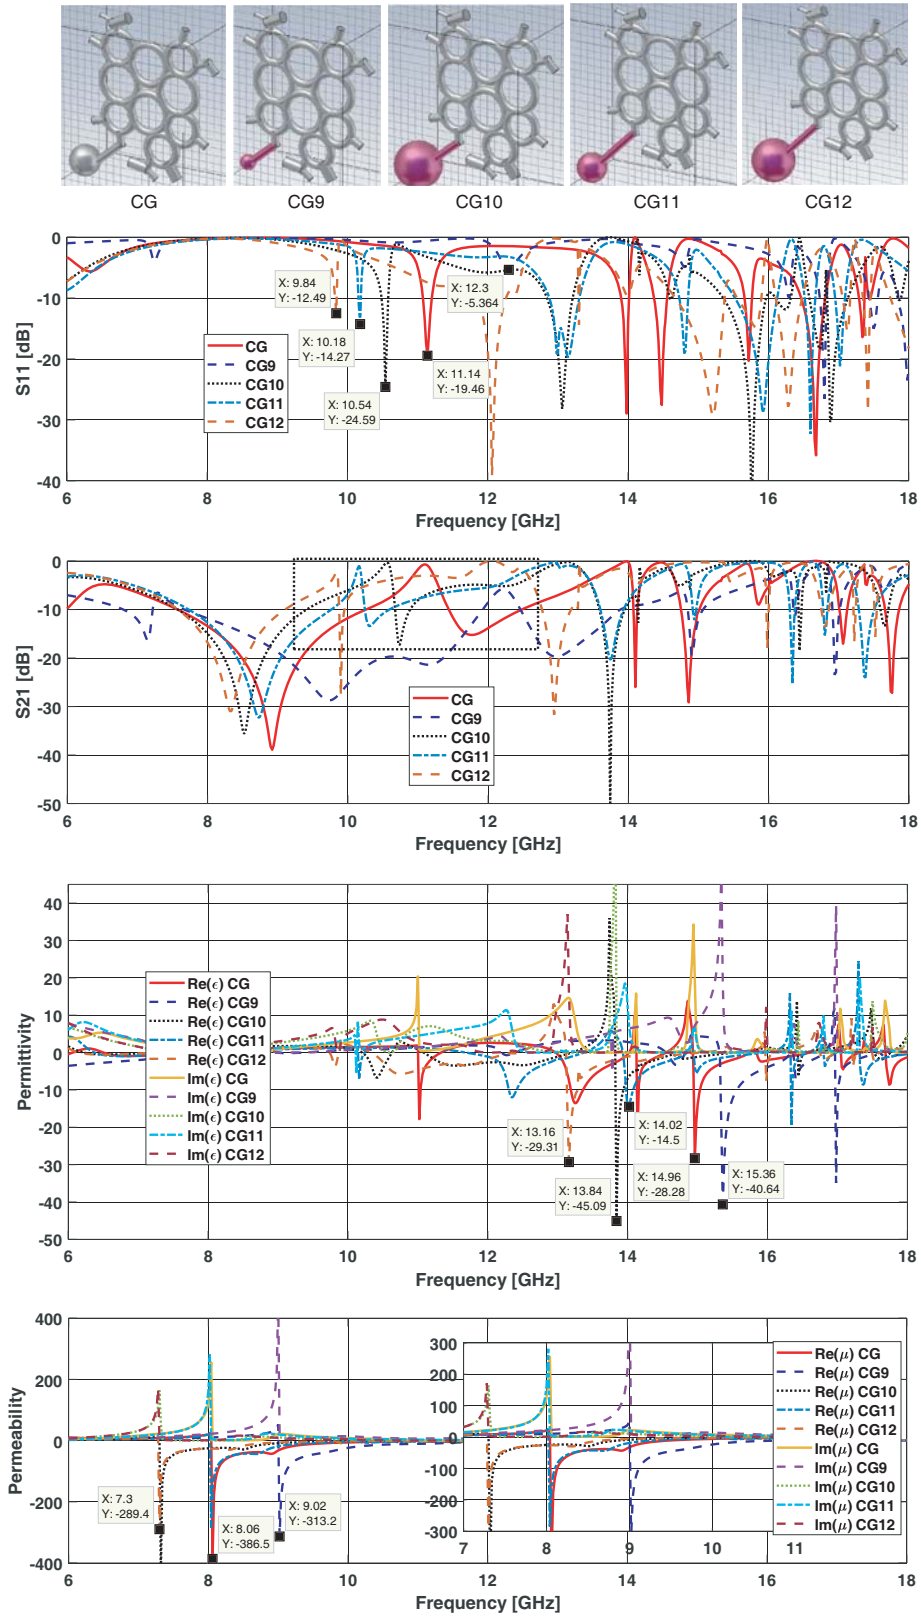 CG CG9 CG10 CG11 CG12
0
-10
-20
-30
-40
S11 [dB]
X: 9.84
Y: -12.49
X: 10.18
Y: -14.27
X: 10.54
Y: -24.59
X: 11.14
Y: -19.46
X: 12.3
Y: -5.364
CG
CG9
CG10
CG11
CG12
6 8 10 12 14 16 18
Frequency [GHz]
0
-10
-20
-30
-40
-50
S21 [dB]
CG
CG9
CG10
CG11
CG12
6 8 10 12 14 16 18
Frequency [GHz]
40
30
20
10
0
-10
-20
-30
-40
-50
Permittivity
Re(ϵ) CG
Re(ϵ) CG9
Re(ϵ) CG10
Re(ϵ) CG11
Re(ϵ) CG12
Im(ϵ) CG
Im(ϵ) CG9
Im(ϵ) CG10
Im(ϵ) CG11
Im(ϵ) CG12
X: 13.16
Y: -29.31
X: 13.84
Y: -45.09
X: 14.02
Y: -14.5
X: 14.96
Y: -28.28
X: 15.36
Y: -40.64
6 8 10 12 14 16 18
Frequency [GHz]
400
200
0
-200
-400
Permeability
X: 7.3
Y: -289.4
X: 8.06
Y: -386.5
X: 9.02
Y: -313.2
300
200
100
0
-100
-200
-300
7 8 9 10 11
Re(μ) CG
Re(μ) CG9
Re(μ) CG10
Re(μ) CG11
Re(μ) CG12
Im(μ) CG
Im(μ) CG9
Im(μ) CG10
Im(μ) CG11
Im(μ) CG12
6 8 10 12 14 16 18
Frequency [GHz]